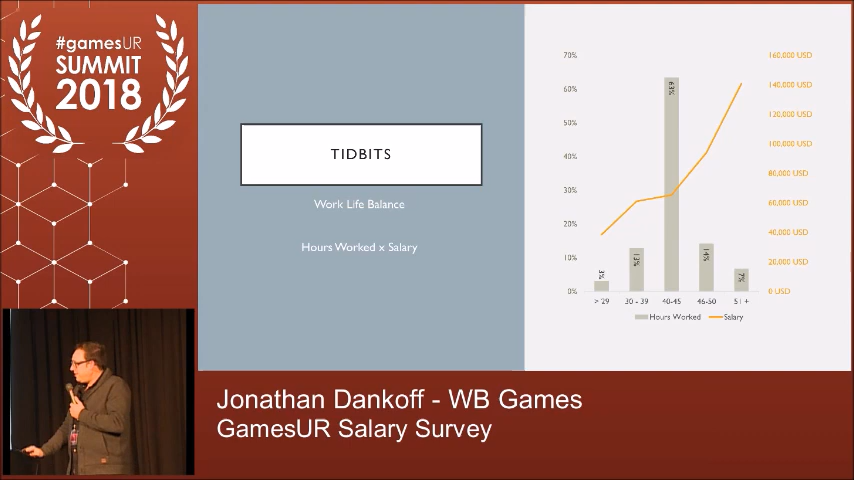 #gamesUR
SUMMIT
2018
TIDBITS
Work Life Balance
Hours Worked x Salary
70%
60%
50%
40%
30%
20%
10%
0%
160,000 USD
140,000 USD
120,000 USD
100,000 USD
80,000 USD
60,000 USD
40,000 USD
20,000 USD
0 USD
3%
13%
63%
14%
7%
> 29
30 - 39
40-45
46-50
51 +
Hours Worked
Salary
Jonathan Dankoff - WB Games
GamesUR Salary Survey